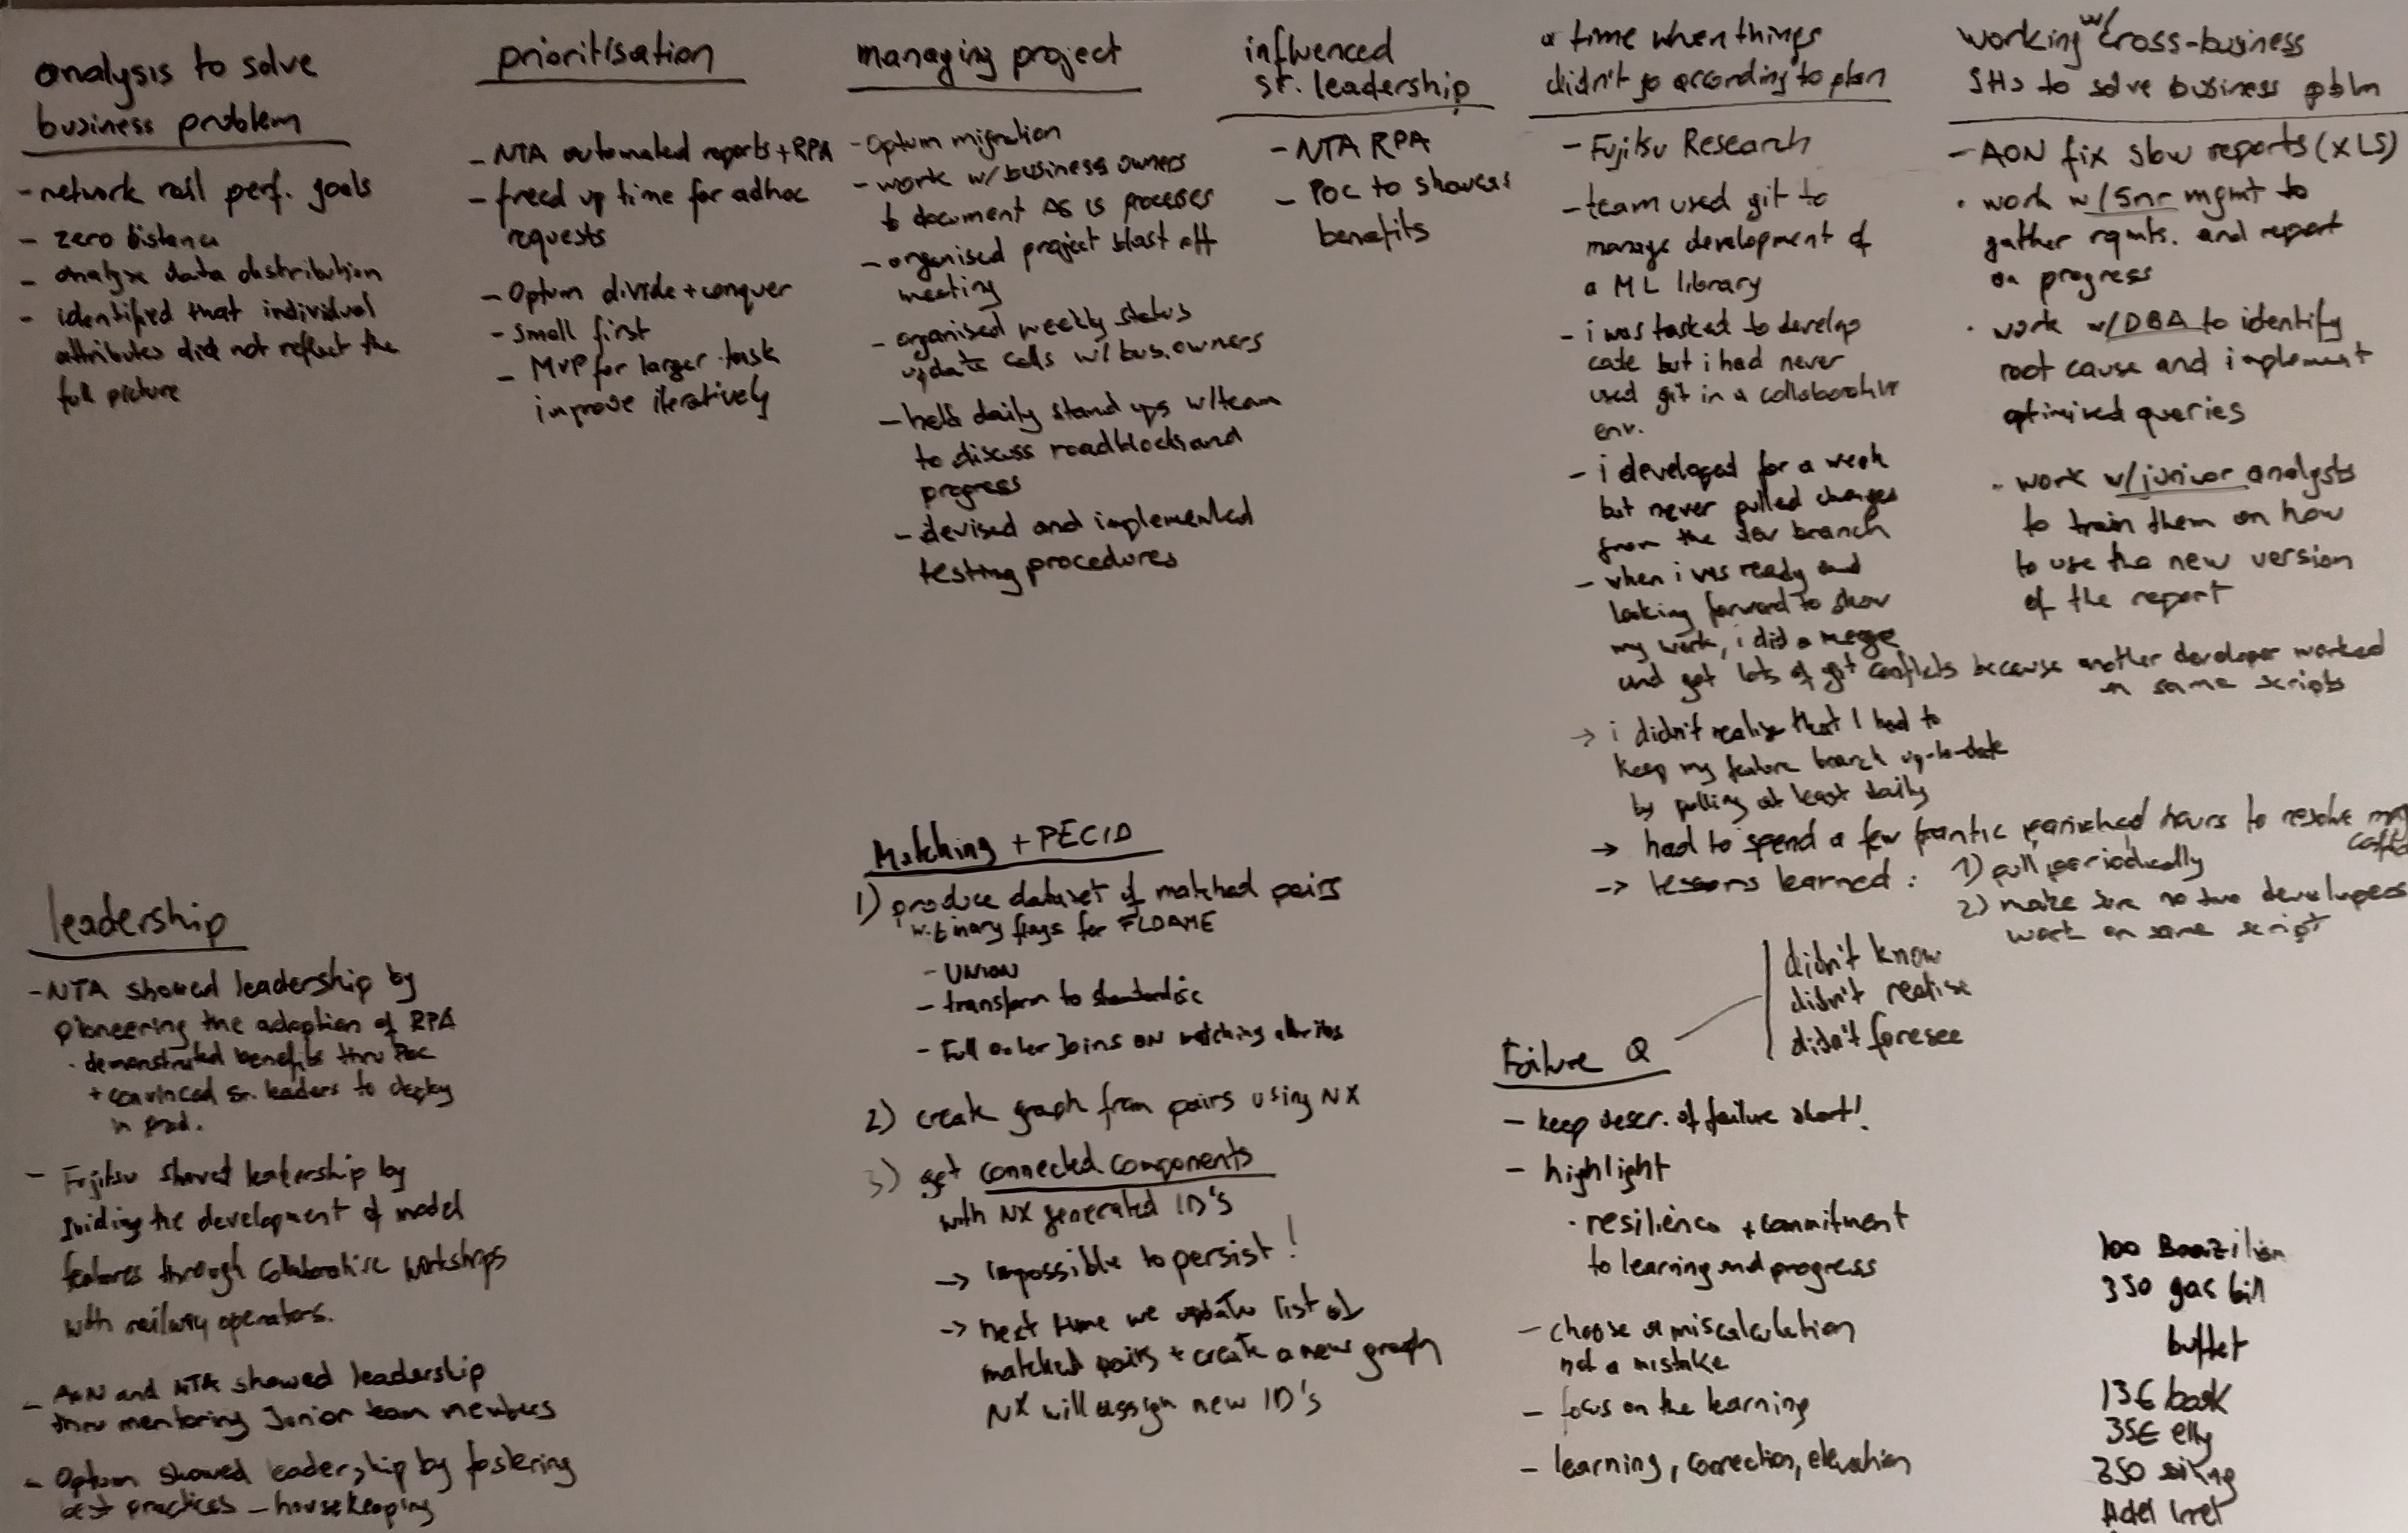 analysis to solve
business problem
- network rail perf. goals
- zero distance
- analyze data distribution
- identified that individual
attributes did not reflect the
full picture
prioritisation
- NTA automated reports + RPA
- freed up time for adhoc
requests
- Optum divide + conquer
- small first
- MVP for larger task
improve iteratively
managing project
- Optum migration
- work w/ business owners
to document AS IS processes
- organised project blast off
meeting
- organised weekly status
update calls w/ bus. owners
- held daily stand ups w/ team
to discuss roadblocks and
progress
- devised and implemented
testing procedures
influenced
sr. leadership
- NTA RPA
- POC to showcase
benefits
a time when things
didn't go according to plan
- Fujitsu Research
- team used git to
manage development of
a ML library
- i was tasked to develop
code but i had never
used git in a collaborative
env.
- i developed for a week
but never pulled changes
from the dev branch
- when i was ready and
looking forward to show
my work, i did a merge
and got lots of git conflicts because another developer worked
on same scripts
→ i didn't realize that I had to
keep my feature branch up-to-date
by pulling at least daily
→ had to spend a few frantic panicked hours to resolve
→ lessons learned : 1) pull periodically
2) make sure no two developers
work on same script
working w/ cross-business
SHs to solve business pblm
- AON fix slow reports (XLS)
· work w/ Snr mgmt to
gather rqmts. and report
on progress
· work w/ DBA to identify
root cause and implement
optimised queries
· work w/ junior analysts
to train them on how
to use the new version
of the report
leadership
- NTA showed leadership by
pioneering the adoption of RPA
· demonstrated benefits thru PoC
+ convinced Sr. leaders to deploy
in prod.
- Fujitsu showed leadership by
guiding the development of model
features through collaborative workshops
with railway operators.
- AON and NTA showed leadership
thru mentoring Junior team members
- Optum showed leadership by fostering
best practices - housekeeping
Matching + PECID
1) produce dataset of matched pairs
w. binary flags for FLDAME
- UNION
- transform to standardise
- Full outer Joins ON matching attribs
2) create graph from pairs using NX
3) get connected components
with NX generated ID's
→ impossible to persist!
→ next time we update list of
matched pairs + create a new graph
NX will assign new ID's
didn't know
didn't realise
didn't foresee
Failure Q
- keep descr. of failure short!
- highlight
· resilience + commitment
to learning and progress
- choose a miscalculation
not a mistake
- focus on the learning
- learning, correction, elevation
100 Brazilian
350 gas bill
buffet
13€ book
35€ elly